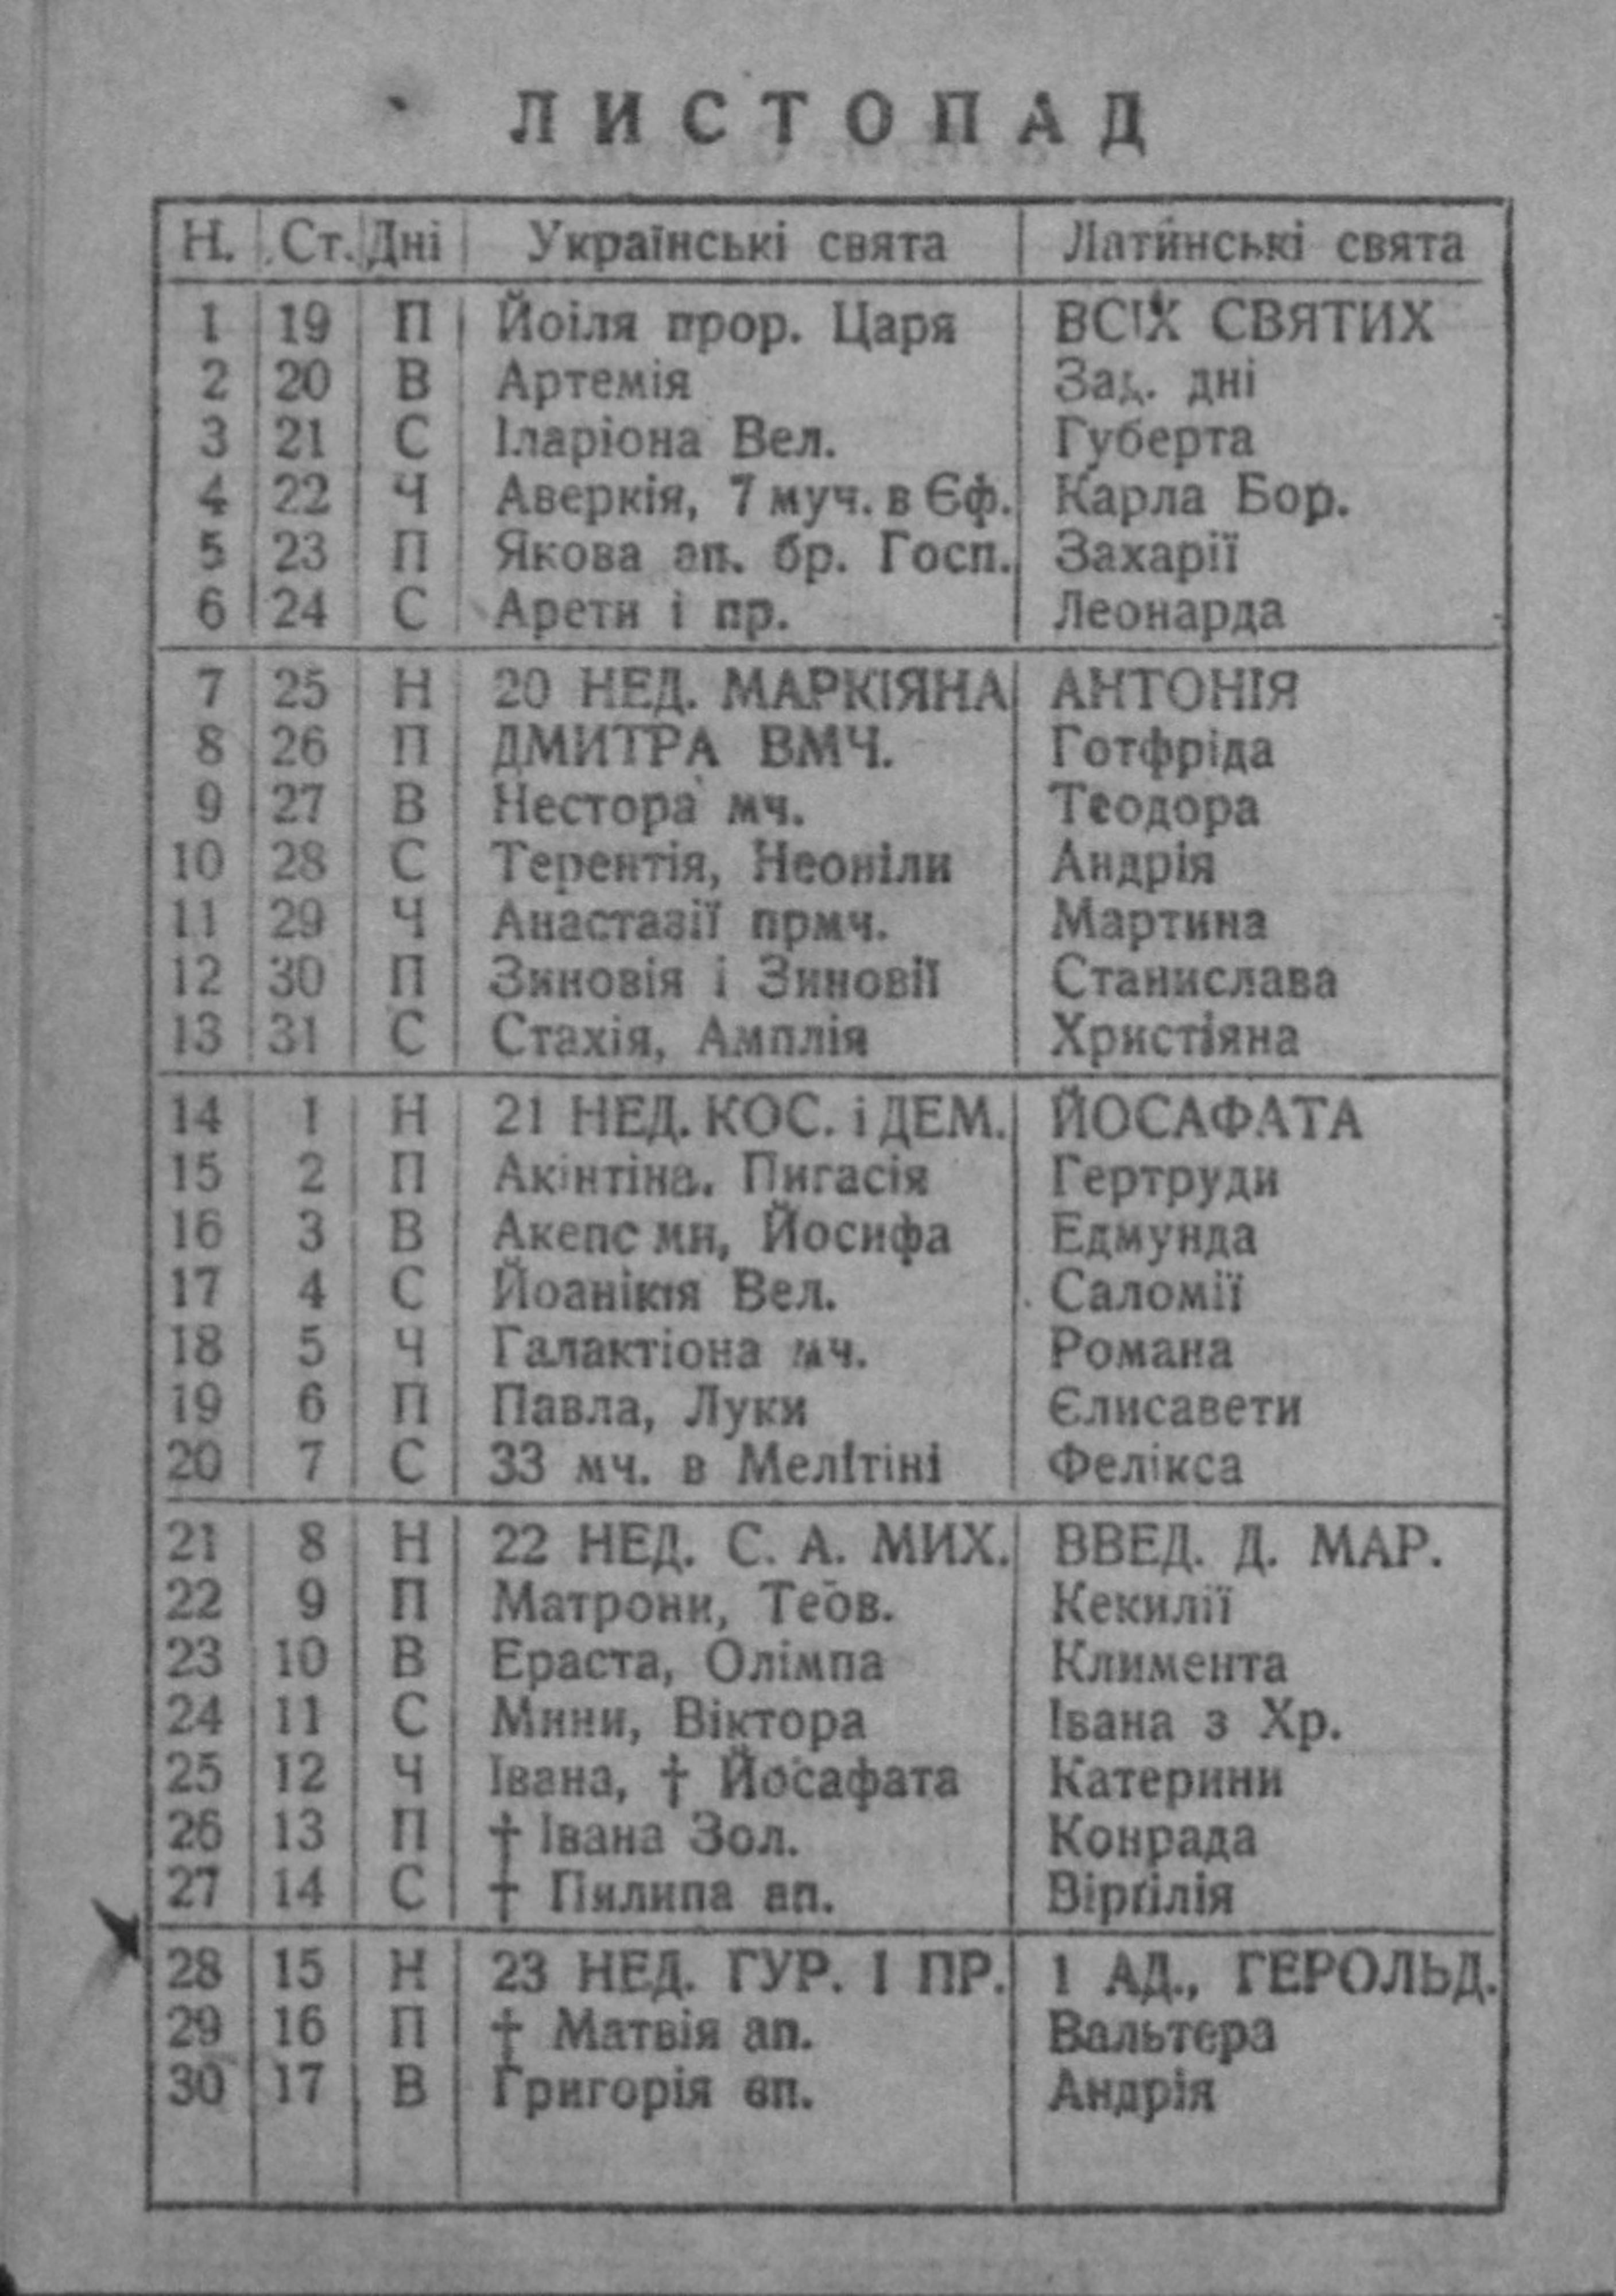 ЛИСТОПАД
Н. Ст. Дні Українські свята Латинські свята
1 19 П Йоіля прор. Царя ВСІХ СВЯТИХ
2 20 В Артемія Зад. дні
3 21 С Іларіона Вел. Губерта
4 22 Ч Аверкія, 7 муч. в Єф. Карла Бор.
5 23 П Якова ап. бр. Госп. Захарії
6 24 С Арети і пр. Леонарда
7 25 Н 20 НЕД. МАРКІЯНА АНТОНІЯ
8 26 П ДМИТРА ВМЧ. Готфріда
9 27 В Нестора мч. Теодора
10 28 С Терентія, Неоніли Андрія
11 29 Ч Анастазії прмч. Мартина
12 30 П Зиновія і Зиновії Станислава
13 31 С Стахія, Амплія Христіяна
14 1 Н 21 НЕД. КОС. і ДЕМ. ЙОСАФАТА
15 2 П Акінтіна, Пигасія Гертруди
16 3 В Акепс мн, Йосифа Едмунда
17 4 С Йоанікія Вел. Саломії
18 5 Ч Галактіона мч. Романа
19 6 П Павла, Луки Єлисавети
20 7 С 33 мч. в Мелітіні Фелікса
21 8 Н 22 НЕД. С. А. МИХ. ВВЕД. Д. МАР.
22 9 П Матрони, Теов. Кекилії
23 10 В Ераста, Олімпа Климента
24 11 С Мини, Віктора Івана з Хр.
25 12 Ч Івана, † Йосафата Катерини
26 13 П † Івана Зол. Конрада
27 14 С † Пилипа ап. Віргілія
28 15 Н 23 НЕД. ГУР. І ПР. 1 АД., ГЕРОЛЬД.
29 16 П † Матвія ап. Вальтера
30 17 В Григорія еп. Андрія